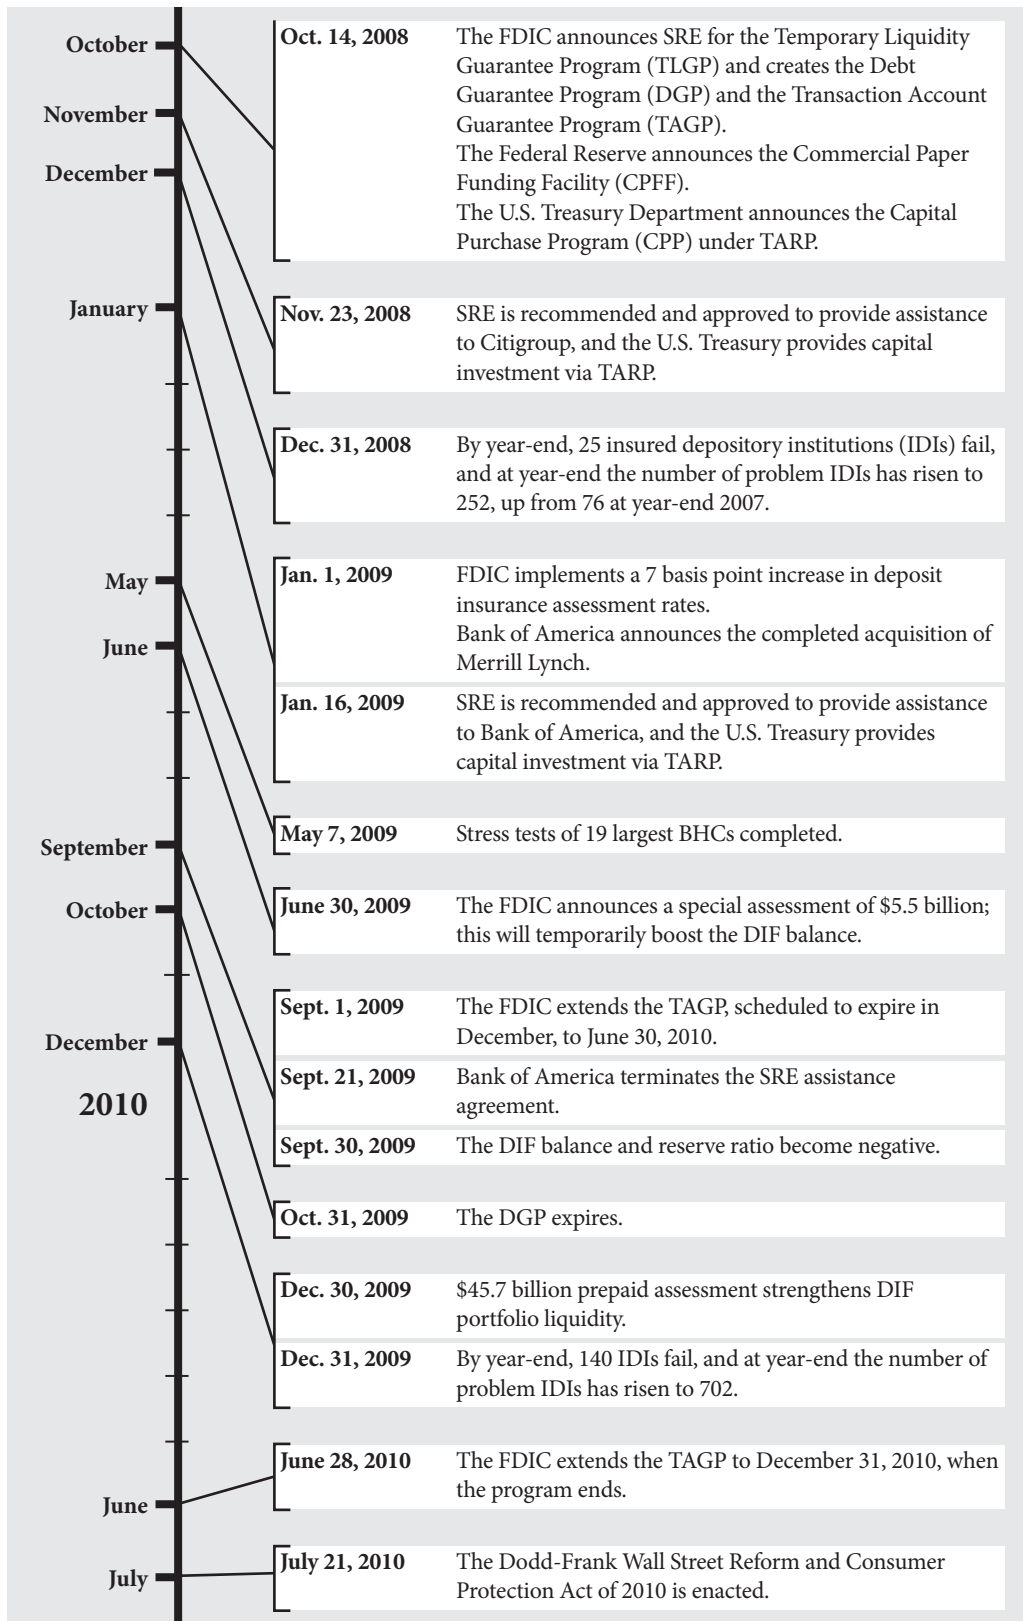 October
November
December
January
May
June
September
October
December
2010
June
July
Oct. 14, 2008 The FDIC announces SRE for the Temporary Liquidity
Guarantee Program (TLGP) and creates the Debt
Guarantee Program (DGP) and the Transaction Account
Guarantee Program (TAGP).
The Federal Reserve announces the Commercial Paper
Funding Facility (CPFF).
The U.S. Treasury Department announces the Capital
Purchase Program (CPP) under TARP.
Nov. 23, 2008 SRE is recommended and approved to provide assistance
to Citigroup, and the U.S. Treasury provides capital
investment via TARP.
Dec. 31, 2008 By year-end, 25 insured depository institutions (IDIs) fail,
and at year-end the number of problem IDIs has risen to
252, up from 76 at year-end 2007.
Jan. 1, 2009 FDIC implements a 7 basis point increase in deposit
insurance assessment rates.
Bank of America announces the completed acquisition of
Merrill Lynch.
Jan. 16, 2009 SRE is recommended and approved to provide assistance
to Bank of America, and the U.S. Treasury provides
capital investment via TARP.
May 7, 2009 Stress tests of 19 largest BHCs completed.
June 30, 2009 The FDIC announces a special assessment of $5.5 billion;
this will temporarily boost the DIF balance.
Sept. 1, 2009 The FDIC extends the TAGP, scheduled to expire in
December, to June 30, 2010.
Sept. 21, 2009 Bank of America terminates the SRE assistance
agreement.
Sept. 30, 2009 The DIF balance and reserve ratio become negative.
Oct. 31, 2009 The DGP expires.
Dec. 30, 2009 $45.7 billion prepaid assessment strengthens DIF
portfolio liquidity.
Dec. 31, 2009 By year-end, 140 IDIs fail, and at year-end the number of
problem IDIs has risen to 702.
June 28, 2010 The FDIC extends the TAGP to December 31, 2010, when
the program ends.
July 21, 2010 The Dodd-Frank Wall Street Reform and Consumer
Protection Act of 2010 is enacted.